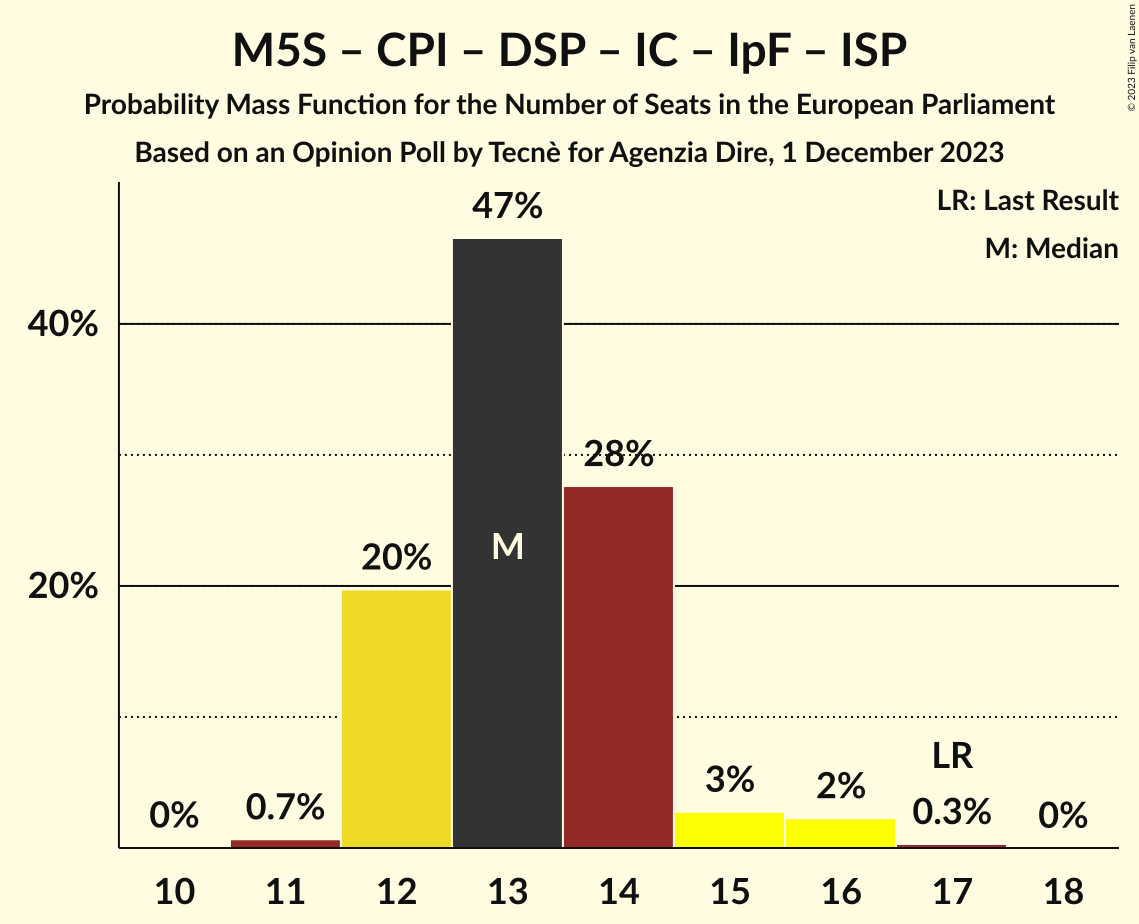 M5S – CPI – DSP – IC – IpF – ISP
Probability Mass Function for the Number of Seats in the European Parliament
Based on an Opinion Poll by Tecnè for Agenzia Dire, 1 December 2023
© 2023 Filip van Laenen
LR: Last Result
M: Median
47%
40%
28%
M
20%
20%
LR
3%
2%
0%
0.7%
0.3%
0%
10 11 12 13 14 15 16 17 18